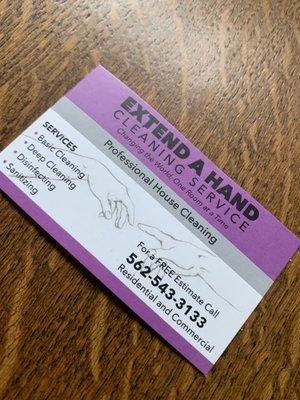 EXTEND A HAND
CLEANING SERVICE
Changing the World, One Room at a Time
Professional House Cleaning
SERVICES
• Basic Cleaning
• Deep Cleaning
• Disinfecting
• Sanitizing
For a FREE Estimate Call
562-543-3133
Residential and Commercial